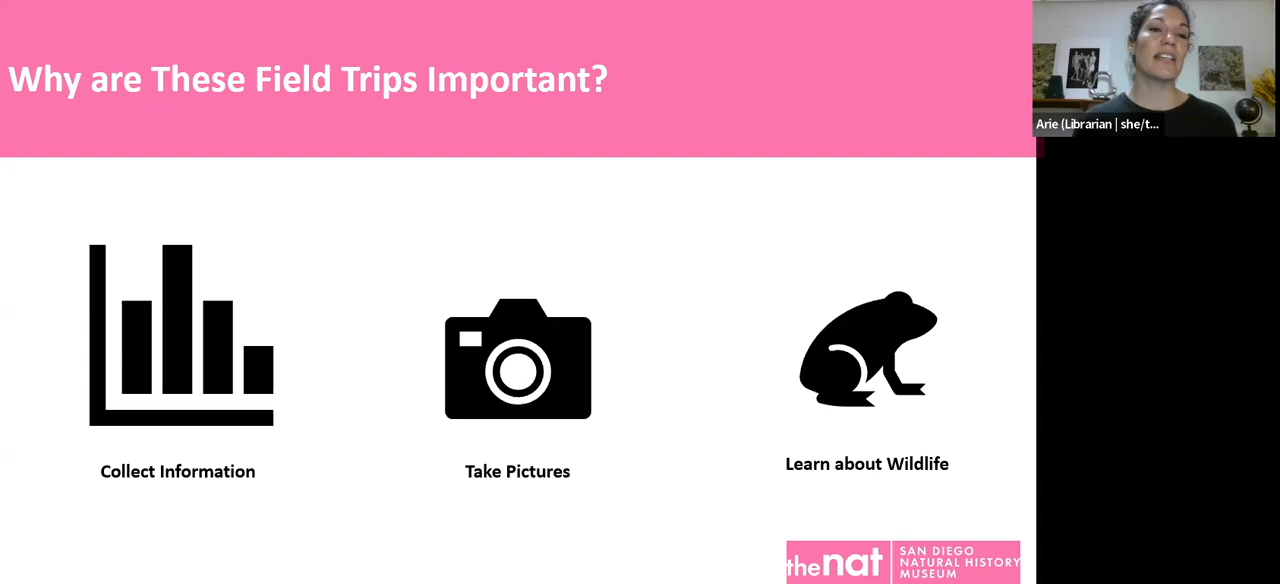 Why are These Field Trips Important?
Arie (Librarian | she/t...
Collect Information
Take Pictures
Learn about Wildlife
the nat
SAN DIEGO
NATURAL HISTORY
MUSEUM